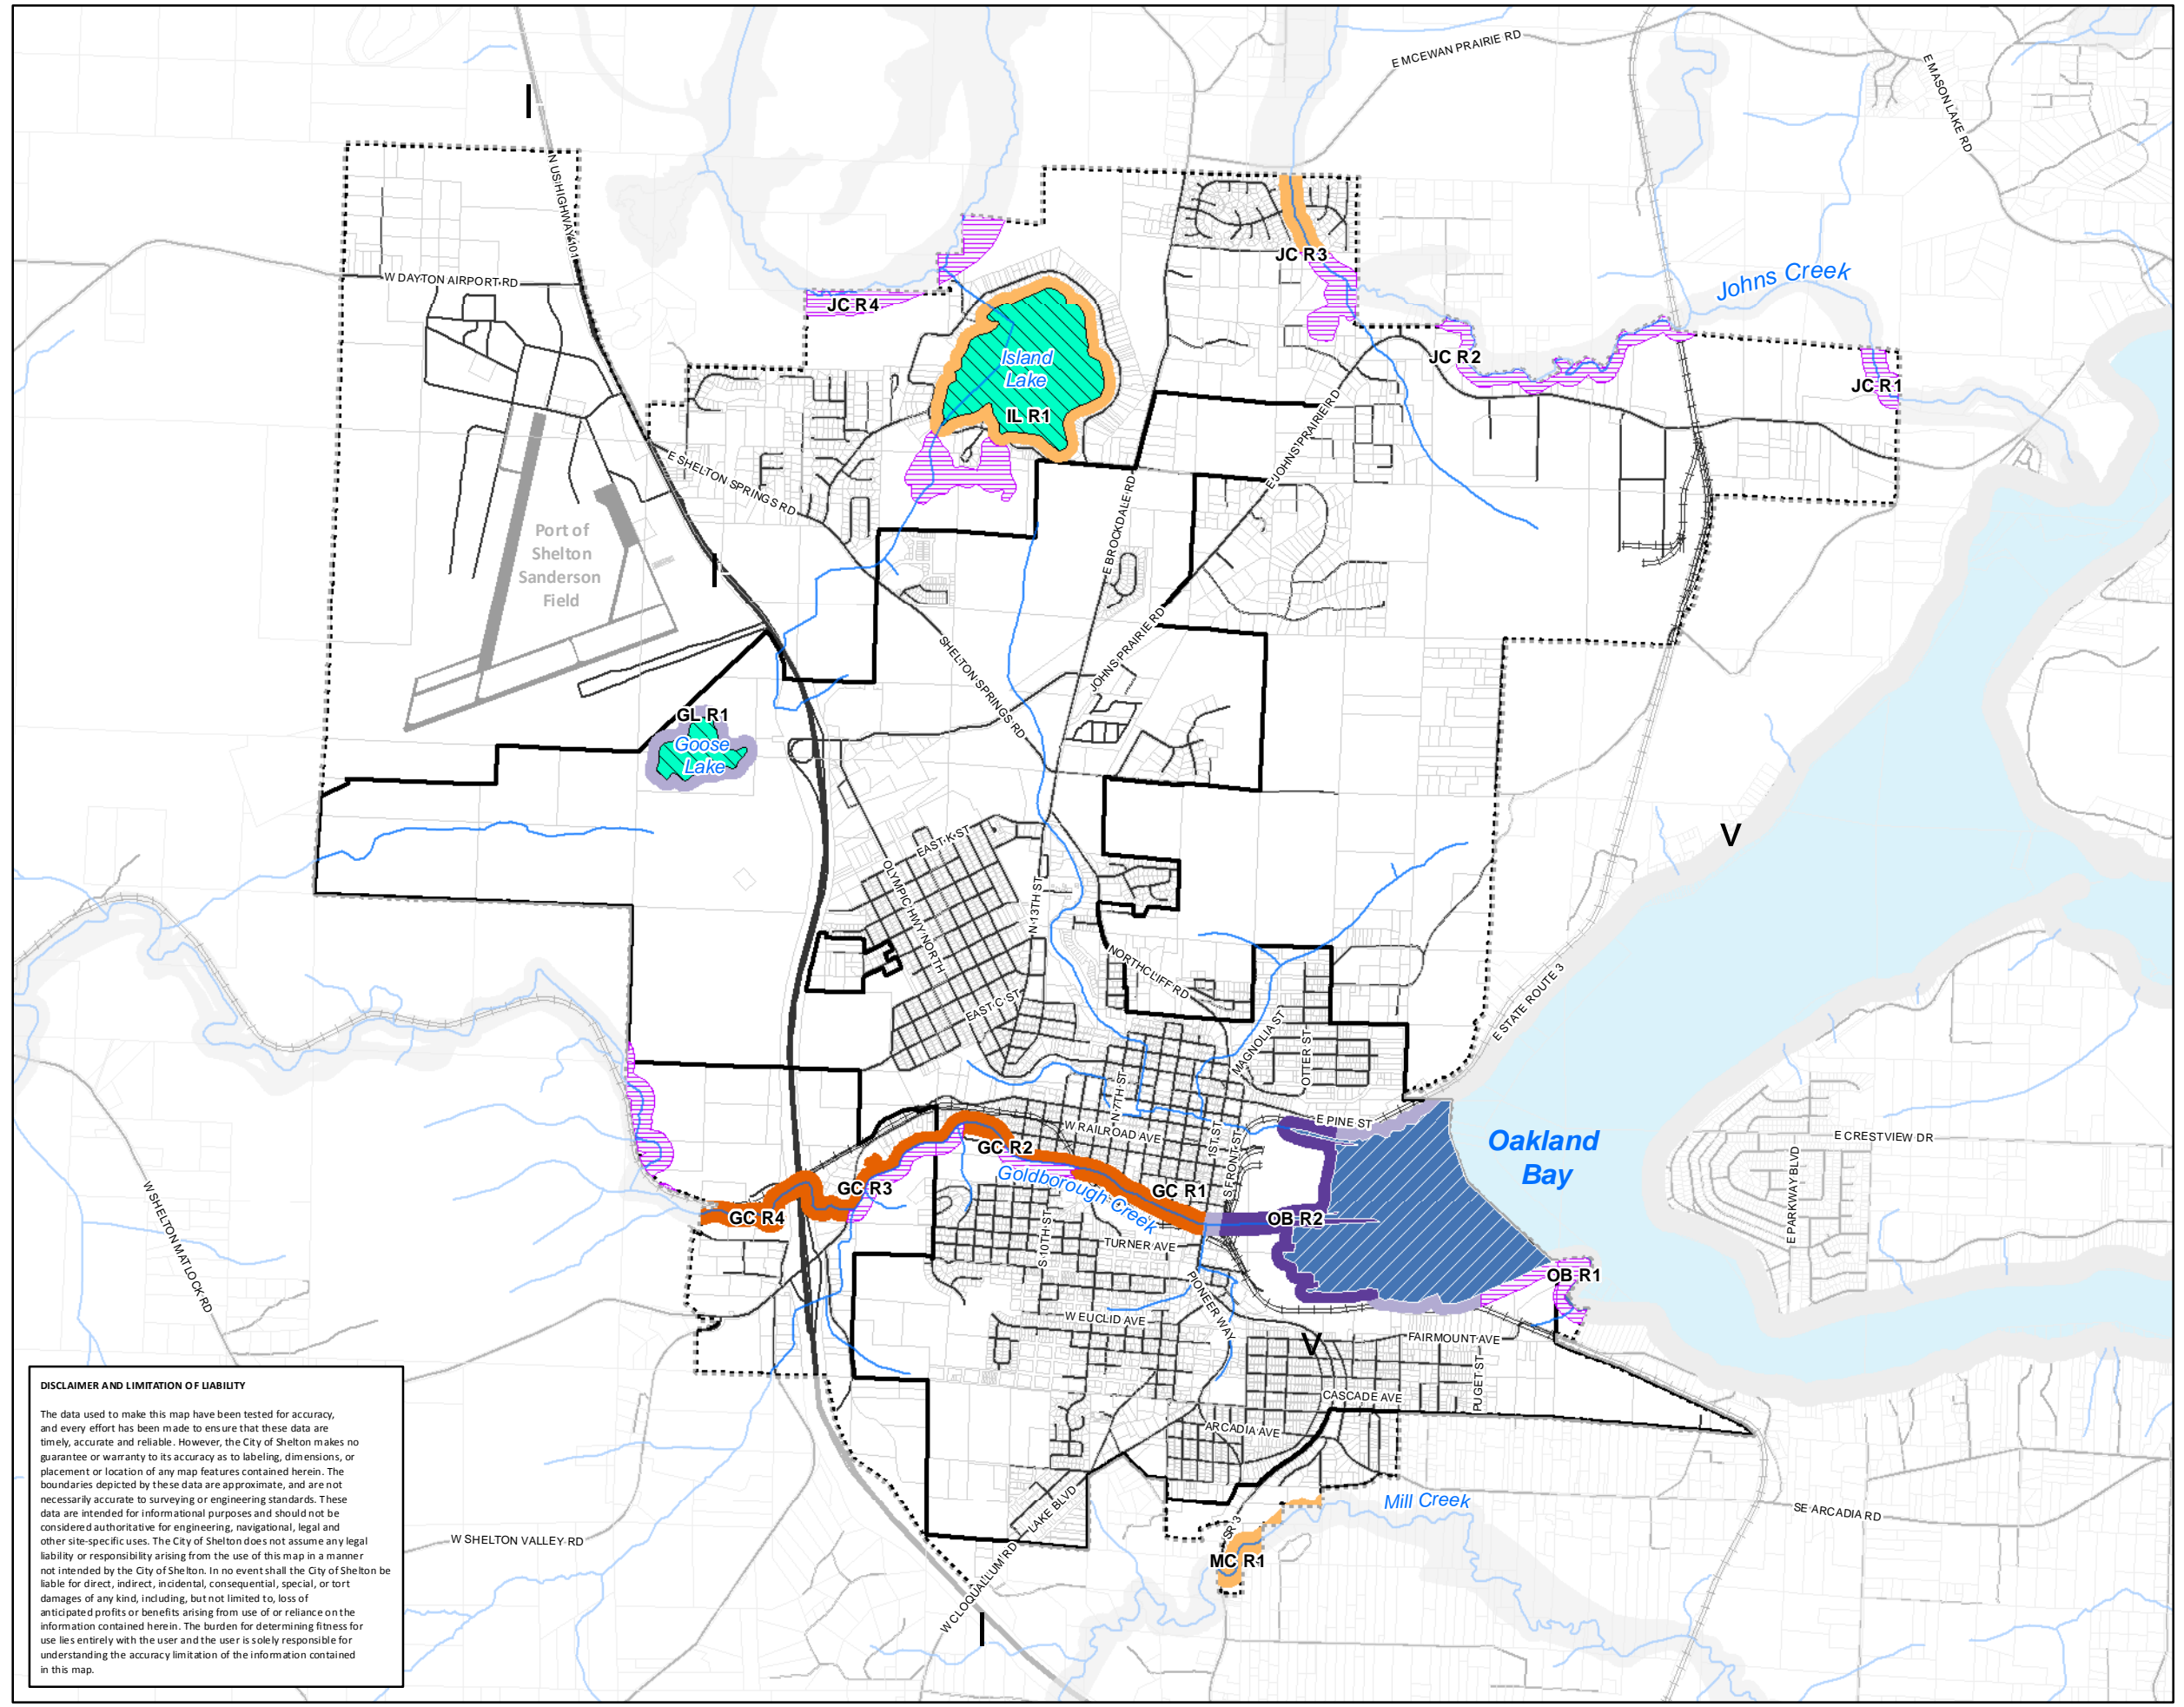 E MCEWAN PRAIRIE RD
E MASON LAKE RD
N US HIGHWAY 101
W DAYTON AIRPORT RD
JC R3
Johns Creek
JC R4
Island
Lake
IL R1
JC R2
JC R1
E JOHNS PRAIRIE RD
E SHELTON SPRINGS RD
E BROCKDALE RD
Port of
Shelton
Sanderson
Field
SHELTON SPRINGS RD
JOHNS PRAIRIE RD
GL R1
Goose
Lake
V
EAST K ST
OLYMPIC HWY NORTH
N 13TH ST
NORTHCLIFF RD
EAST C ST
E STATE ROUTE 3
MAGNOLIA ST
OTTER ST
N 7TH ST
E PINE ST
W RAILROAD AVE
1ST ST
S FRONT ST
Oakland
Bay
E CRESTVIEW DR
E PARKWAY BLVD
GC R2
GC R3
Goldborough Creek
GC R1
GC R4
OB R2
W SHELTON MATLOCK RD
S 10TH ST
TURNER AVE
PIONEER WAY
OB R1
W EUCLID AVE
V
FAIRMOUNT AVE
PUGET ST
CASCADE AVE
ARCADIA AVE
LAKE BLVD
Mill Creek
SE ARCADIA RD
SR 3
MC R1
W SHELTON VALLEY RD
W CLOQUALLUM RD
DISCLAIMER AND LIMITATION OF LIABILITY
The data used to make this map have been tested for accuracy,
and every effort has been made to ensure that these data are
timely, accurate and reliable. However, the City of Shelton makes no
guarantee or warranty to its accuracy as to labeling, dimensions, or
placement or location of any map features contained herein. The
boundaries depicted by these data are approximate, and are not
necessarily accurate to surveying or engineering standards. These
data are intended for informational purposes and should not be
considered authoritative for engineering, navigational, legal and
other site-specific uses. The City of Shelton does not assume any legal
liability or responsibility arising from the use of this map in a manner
not intended by the City of Shelton. In no event shall the City of Shelton be
liable for direct, indirect, incidental, consequential, special, or tort
damages of any kind, including, but not limited to, loss of
anticipated profits or benefits arising from use of or reliance on the
information contained herein. The burden for determining fitness for
use lies entirely with the user and the user is solely responsible for
understanding the accuracy limitation of the information contained
in this map.